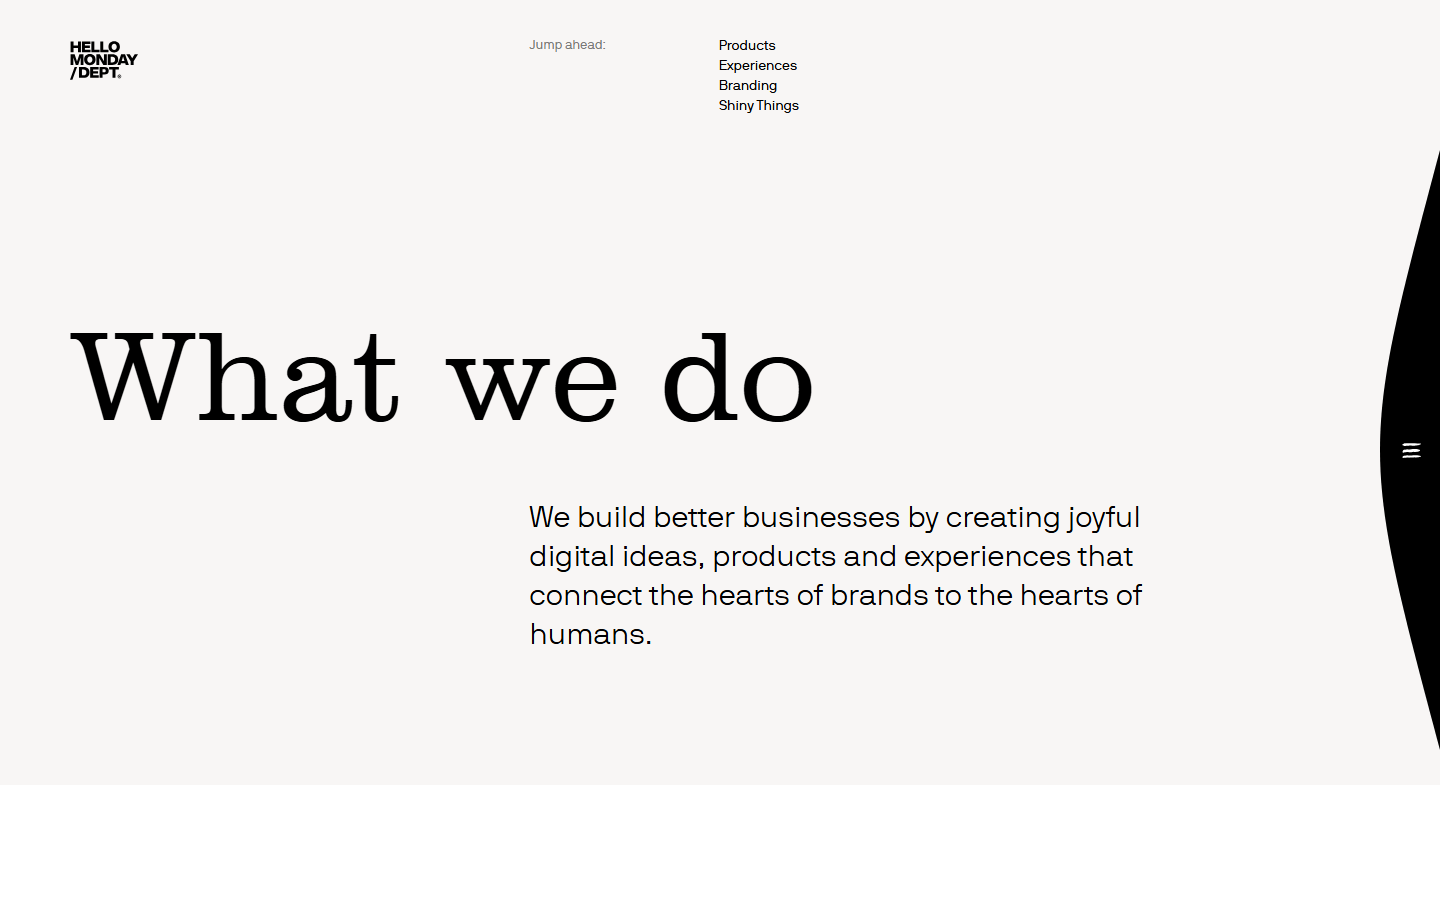 HELLO
MONDAY
/DEPT.®
Jump ahead:
Products
Experiences
Branding
Shiny Things
What we do
We build better businesses by creating joyful
digital ideas, products and experiences that
connect the hearts of brands to the hearts of
humans.